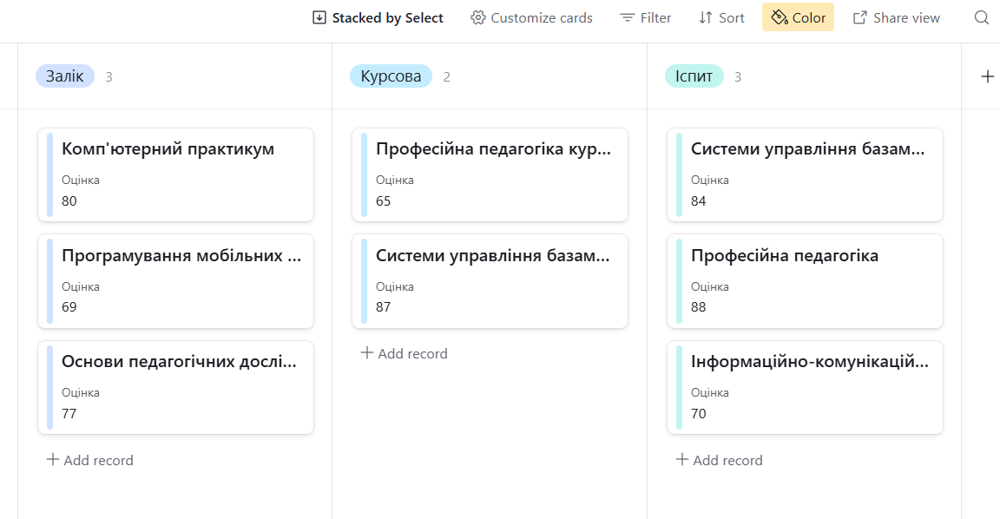 Stacked by Select Customize cards Filter Sort Color Share view
Залік 3
Комп'ютерний практикум
Оцінка
80
Програмування мобільних ...
Оцінка
69
Основи педагогічних дослі...
Оцінка
77
Add record
Курсова 2
Професійна педагогіка кур...
Оцінка
65
Системи управління базам...
Оцінка
87
Add record
Іспит 3
Системи управління базам...
Оцінка
84
Професійна педагогіка
Оцінка
88
Інформаційно-комунікацій...
Оцінка
70
Add record